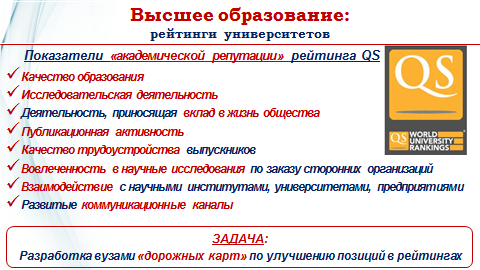 Высшее образование:
рейтинги университетов
Показатели «академической репутации» рейтинга QS
Качество образования
Исследовательская деятельность
Деятельность, приносящая вклад в жизнь общества
Публикационная активность
Качество трудоустройства выпускников
Вовлеченность в научные исследования по заказу сторонних организаций
Взаимодействие с научными институтами, университетами, предприятиями
Развитые коммуникационные каналы
QS
QS WORLD
UNIVERSITY
RANKINGS
ЗАДАЧА:
Разработка вузами «дорожных карт» по улучшению позиций в рейтингах